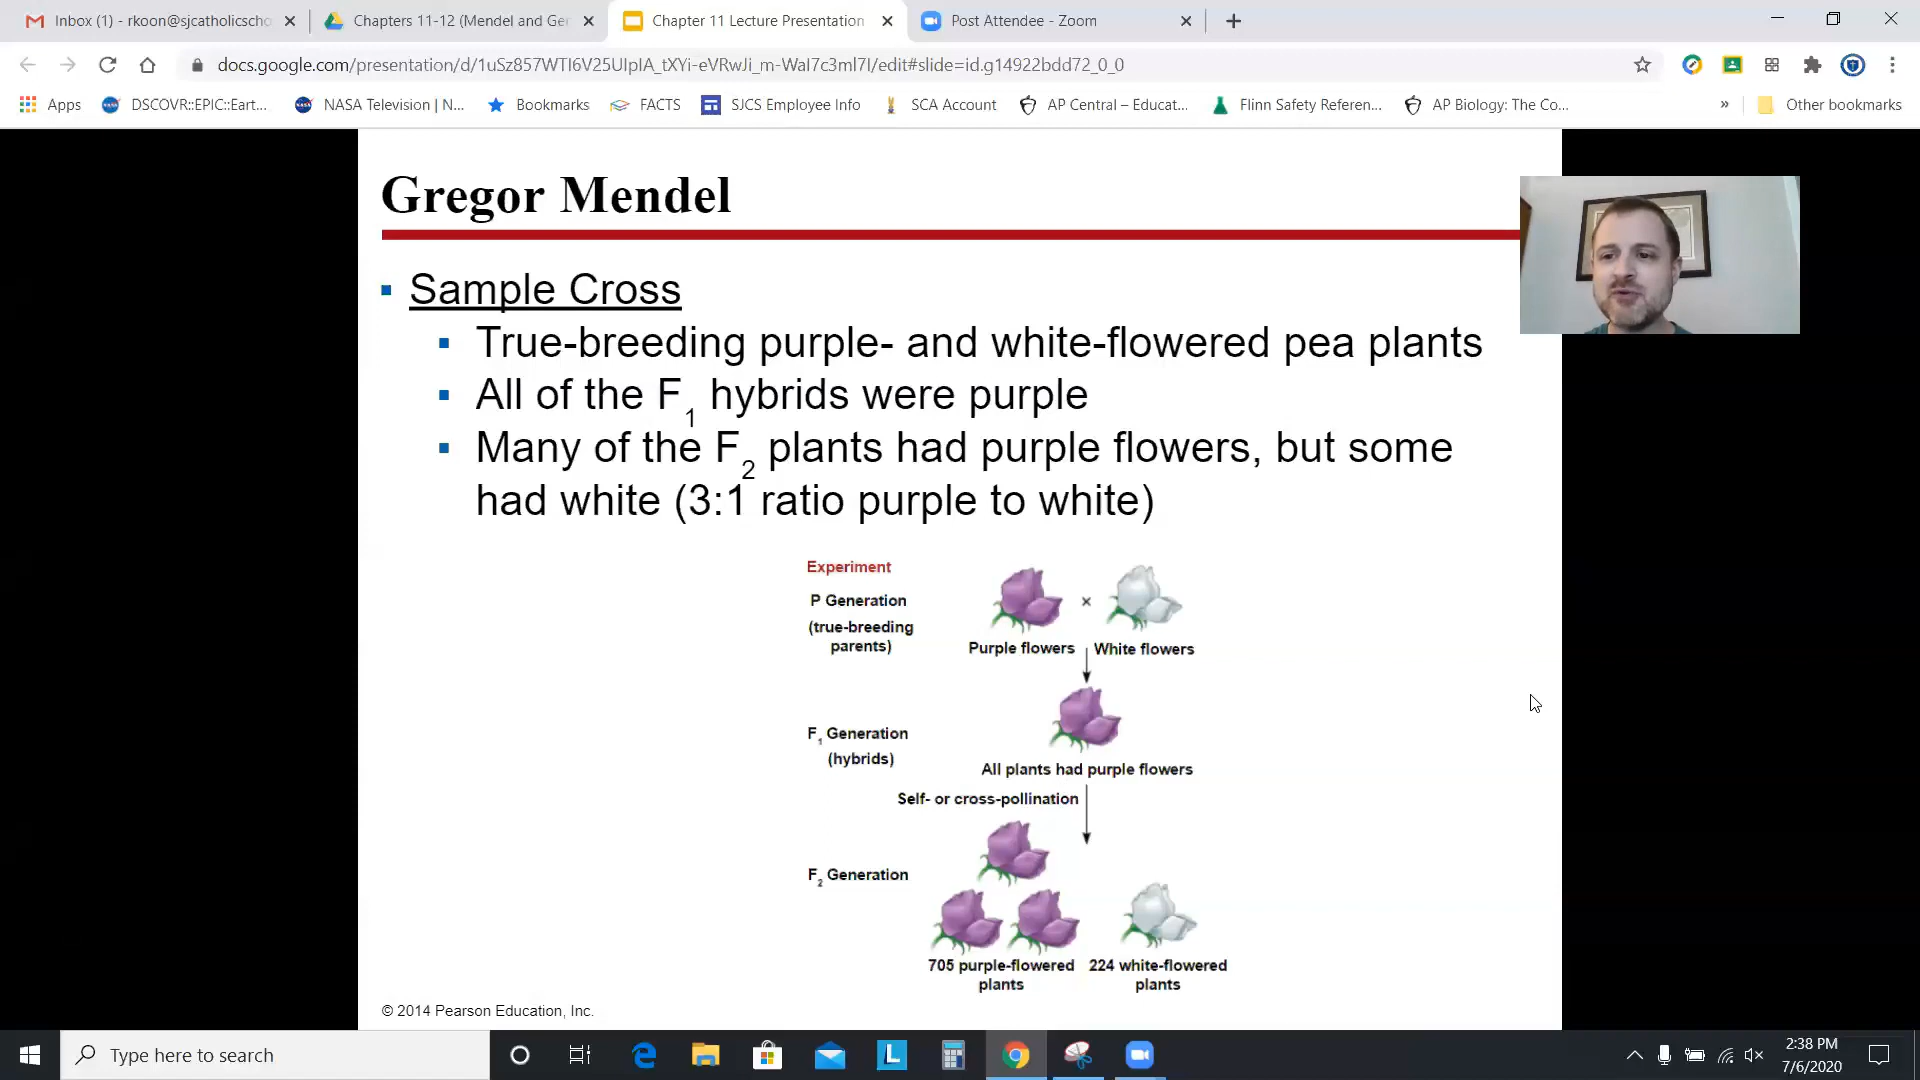 Inbox (1) - rkoon@sjcatholicscho
Chapters 11-12 (Mendel and Ge
Chapter 11 Lecture Presentation
Post Attendee - Zoom
docs.google.com/presentation/d/1uSz857WTI6V25UIpIA_tXYi-eVRwJi_m-WaI7c3ml7I/edit#slide=id.g14922bdd72_0_0
Apps
DSCOVR::EPIC::Eart...
NASA Television | N...
Bookmarks
FACTS
SJCS Employee Info
SCA Account
AP Central – Educat...
Flinn Safety Referen...
AP Biology: The Co...
»
Other bookmarks
Gregor Mendel
Sample Cross
True-breeding purple- and white-flowered pea plants
All of the F1 hybrids were purple
Many of the F2 plants had purple flowers, but some
had white (3:1 ratio purple to white)
Experiment
P Generation
(true-breeding
parents)
×
Purple flowers
White flowers
F1 Generation
(hybrids)
All plants had purple flowers
Self- or cross-pollination
F2 Generation
705 purple-flowered
plants
224 white-flowered
plants
© 2014 Pearson Education, Inc.
Type here to search
L
2:38 PM
7/6/2020